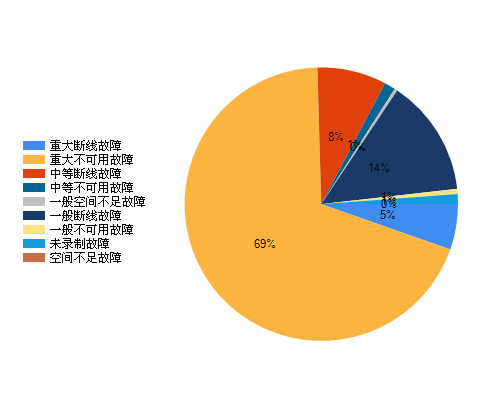 重大断线故障
重大不可用故障
中等断线故障
中等不可用故障
一般空间不足故障
一般断线故障
一般不可用故障
未录制故障
空间不足故障
8%
14%
5%
69%